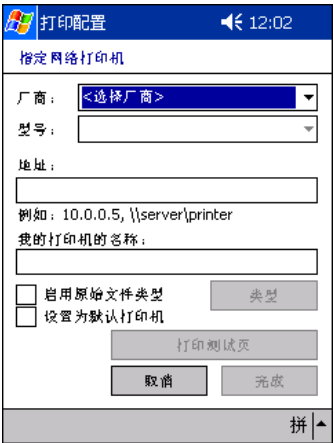 打印配置 12:02
指定网络打印机
厂商： <选择厂商>
型号：
地址：
例如：10.0.0.5, \\server\printer
我的打印机的名称：
启用原始文件类型 类型
设置为默认打印机
打印测试页
取消 完成
拼